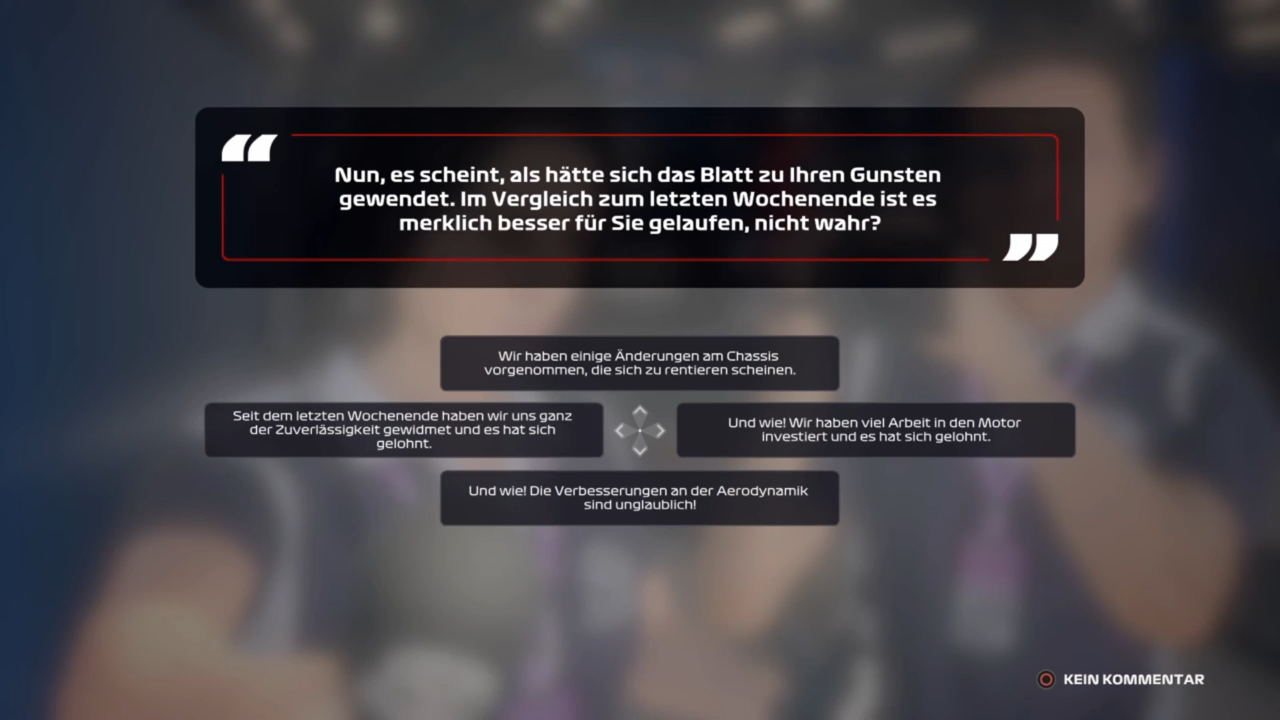 Nun, es scheint, als hätte sich das Blatt zu Ihren Gunsten
gewendet. Im Vergleich zum letzten Wochenende ist es
merklich besser für Sie gelaufen, nicht wahr?
Wir haben einige Änderungen am Chassis
vorgenommen, die sich zu rentieren scheinen.
Seit dem letzten Wochenende haben wir uns ganz
der Zuverlässigkeit gewidmet und es hat sich
gelohnt.
Und wie! Wir haben viel Arbeit in den Motor
investiert und es hat sich gelohnt.
Und wie! Die Verbesserungen an der Aerodynamik
sind unglaublich!
KEIN KOMMENTAR